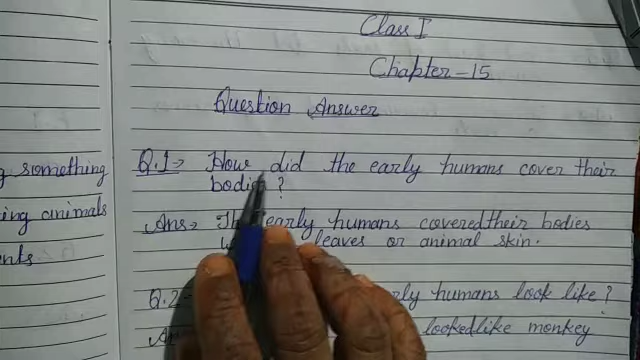 Class I
Chapter-15
Question Answer
g something
ing animals
nts
Q.1 → How did the early humans cover their
bodies ?
Ans → The early humans covered their bodies
leaves or animal skin.
Q.2 humans look like ?
looked like monkey